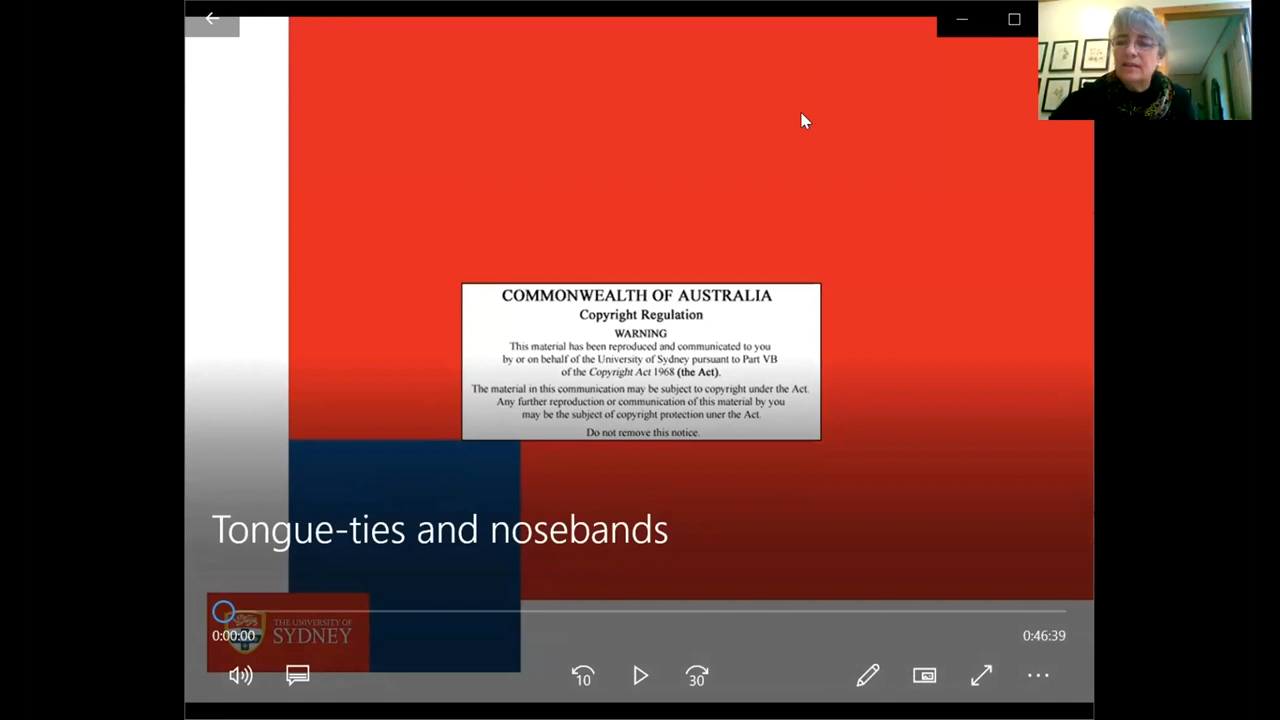 COMMONWEALTH OF AUSTRALIA
Copyright Regulation
WARNING
This material has been reproduced and communicated to you
by or on behalf of the University of Sydney pursuant to Part VB
of the Copyright Act 1968 (the Act).
The material in this communication may be subject to copyright under the Act.
Any further reproduction or communication of this material by you
may be the subject of copyright protection uner the Act.
Do not remove this notice.
Tongue-ties and nosebands
THE UNIVERSITY OF
SYDNEY
0:00:00
0:46:39
10
30